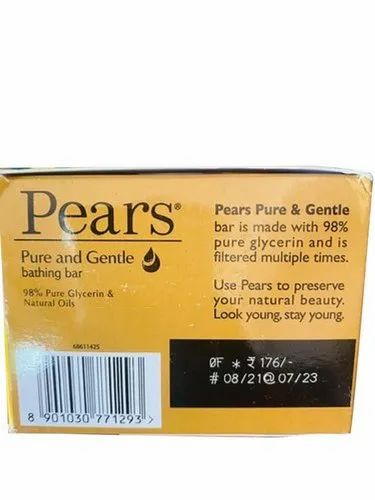 Pears®
Pure and Gentle
bathing bar
98% Pure Glycerin &
Natural Oils
Pears Pure & Gentle
bar is made with 98%
pure glycerin and is
filtered multiple times.
Use Pears to preserve
your natural beauty.
Look young, stay young.
68611425
8 901030 771293 >
0F * ₹ 176/-
# 08/21@ 07/23